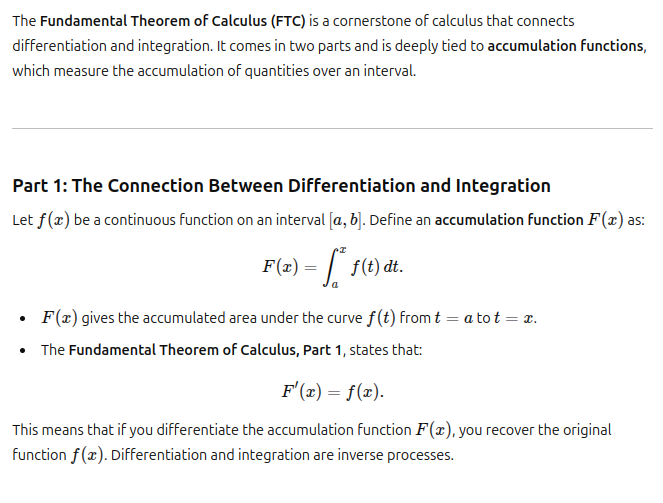 The Fundamental Theorem of Calculus (FTC) is a cornerstone of calculus that connects
differentiation and integration. It comes in two parts and is deeply tied to accumulation functions,
which measure the accumulation of quantities over an interval.
Part 1: The Connection Between Differentiation and Integration
Let f(x) be a continuous function on an interval [a, b]. Define an accumulation function F(x) as:
F(x) = ∫ₐˣ f(t) dt.
• F(x) gives the accumulated area under the curve f(t) from t = a to t = x.
• The Fundamental Theorem of Calculus, Part 1, states that:
F′(x) = f(x).
This means that if you differentiate the accumulation function F(x), you recover the original
function f(x). Differentiation and integration are inverse processes.